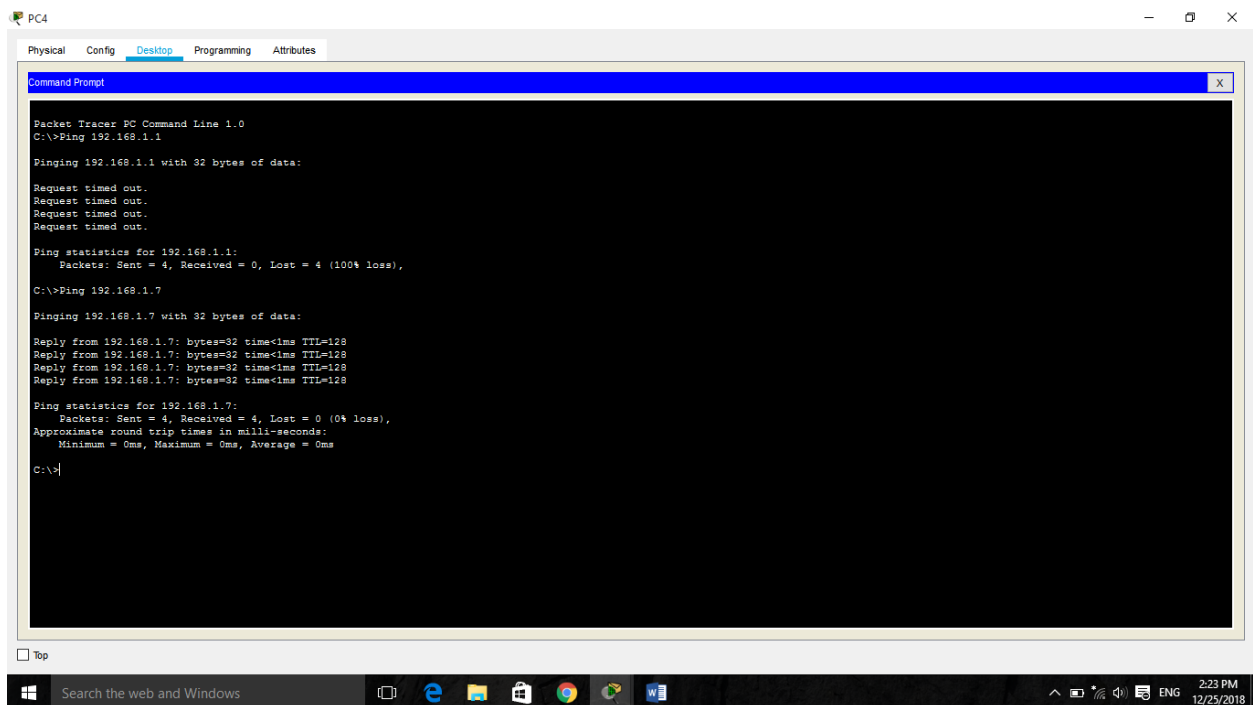 PC4
Physical Config Desktop Programming Attributes
Command Prompt
X
Packet Tracer PC Command Line 1.0
C:\>Ping 192.168.1.1
Pinging 192.168.1.1 with 32 bytes of data:
Request timed out.
Request timed out.
Request timed out.
Request timed out.
Ping statistics for 192.168.1.1:
Packets: Sent = 4, Received = 0, Lost = 4 (100% loss),
C:\>Ping 192.168.1.7
Pinging 192.168.1.7 with 32 bytes of data:
Reply from 192.168.1.7: bytes=32 time<1ms TTL=128
Reply from 192.168.1.7: bytes=32 time<1ms TTL=128
Reply from 192.168.1.7: bytes=32 time<1ms TTL=128
Reply from 192.168.1.7: bytes=32 time<1ms TTL=128
Ping statistics for 192.168.1.7:
Packets: Sent = 4, Received = 4, Lost = 0 (0% loss),
Approximate round trip times in milli-seconds:
Minimum = 0ms, Maximum = 0ms, Average = 0ms
C:\>
Top
Search the web and Windows
ENG
2:23 PM
12/25/2018